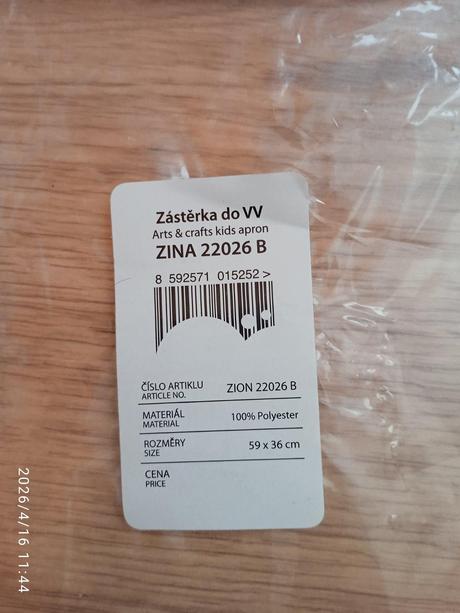 Zástěrka do VV
Arts & crafts kids apron
ZINA 22026 B
8 592571 015252 >
ČÍSLO ARTIKLU
ARTICLE NO.
ZION 22026 B
MATERIÁL
MATERIAL
100% Polyester
ROZMĚRY
SIZE
59 x 36 cm
CENA
PRICE
2026/4/16 11:44